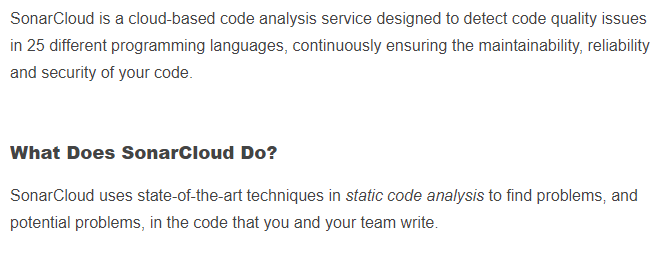 SonarCloud is a cloud-based code analysis service designed to detect code quality issues
in 25 different programming languages, continuously ensuring the maintainability, reliability
and security of your code.
What Does SonarCloud Do?
SonarCloud uses state-of-the-art techniques in static code analysis to find problems, and
potential problems, in the code that you and your team write.